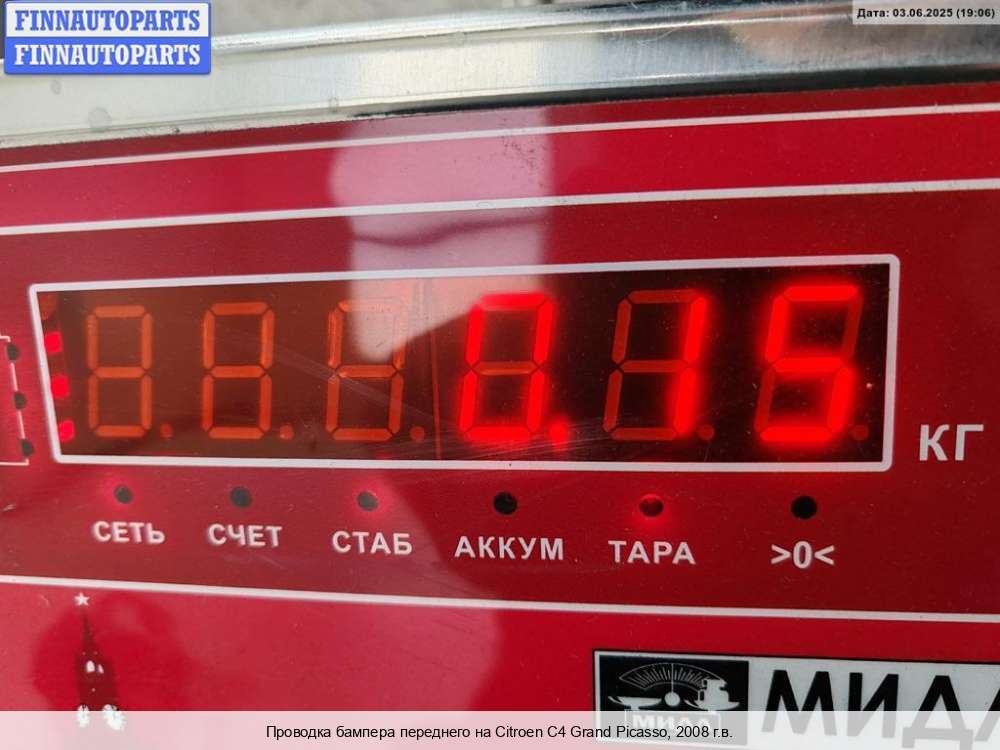 FINNAUTOPARTS
FINNAUTOPARTS
Дата: 03.06.2025 (19:06)
0.15
КГ
СЕТЬ СЧЕТ СТАБ АККУМ ТАРА >0<
МИДА
Проводка бампера переднего на Citroen C4 Grand Picasso, 2008 г.в.